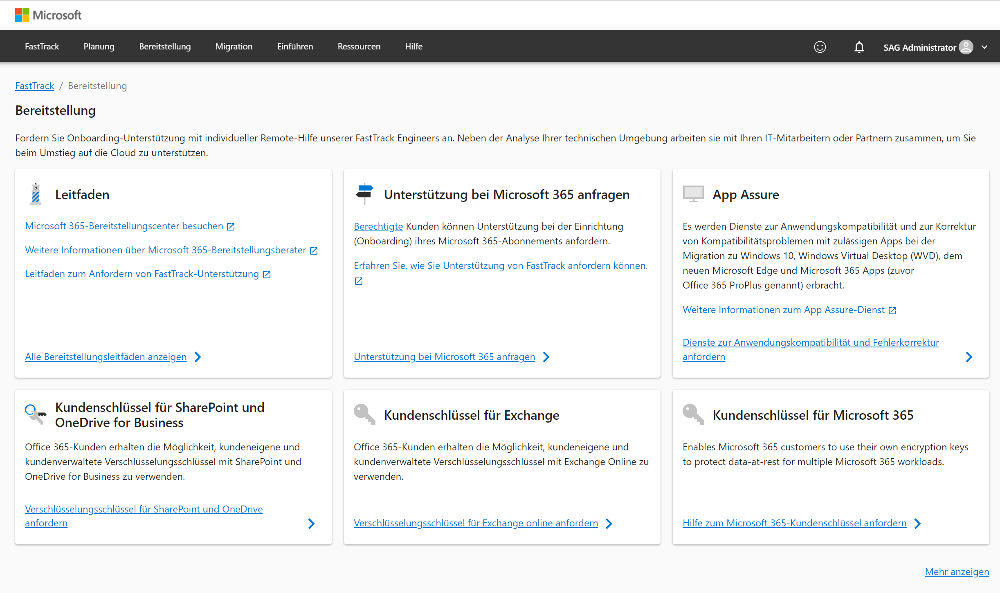 Microsoft
FastTrack Planung Bereitstellung Migration Einführen Ressourcen Hilfe SAG Administrator
FastTrack / Bereitstellung
Bereitstellung
Fordern Sie Onboarding-Unterstützung mit individueller Remote-Hilfe unserer FastTrack Engineers an. Neben der Analyse Ihrer technischen Umgebung arbeiten sie mit Ihren IT-Mitarbeitern oder Partnern zusammen, um Sie
beim Umstieg auf die Cloud zu unterstützen.
Leitfaden
Microsoft 365-Bereitstellungscenter besuchen
Weitere Informationen über Microsoft 365-Bereitstellungsberater
Leitfaden zum Anfordern von FastTrack-Unterstützung
Alle Bereitstellungsleitfäden anzeigen
Unterstützung bei Microsoft 365 anfragen
Berechtigte Kunden können Unterstützung bei der Einrichtung
(Onboarding) ihres Microsoft 365-Abonnements anfordern.
Erfahren Sie, wie Sie Unterstützung von FastTrack anfordern können.
Unterstützung bei Microsoft 365 anfragen
App Assure
Es werden Dienste zur Anwendungskompatibilität und zur Korrektur
von Kompatibilitätsproblemen mit zulässigen Apps bei der
Migration zu Windows 10, Windows Virtual Desktop (WVD), dem
neuen Microsoft Edge und Microsoft 365 Apps (zuvor
Office 365 ProPlus genannt) erbracht.
Weitere Informationen zum App Assure-Dienst
Dienste zur Anwendungskompatibilität und Fehlerkorrektur
anfordern
Kundenschlüssel für SharePoint und
OneDrive for Business
Office 365-Kunden erhalten die Möglichkeit, kundeneigene und
kundenverwaltete Verschlüsselungsschlüssel mit SharePoint und
OneDrive for Business zu verwenden.
Verschlüsselungsschlüssel für SharePoint und OneDrive
anfordern
Kundenschlüssel für Exchange
Office 365-Kunden erhalten die Möglichkeit, kundeneigene und
kundenverwaltete Verschlüsselungsschlüssel mit Exchange Online zu
verwenden.
Verschlüsselungsschlüssel für Exchange online anfordern
Kundenschlüssel für Microsoft 365
Enables Microsoft 365 customers to use their own encryption keys
to protect data-at-rest for multiple Microsoft 365 workloads.
Hilfe zum Microsoft 365-Kundenschlüssel anfordern
Mehr anzeigen